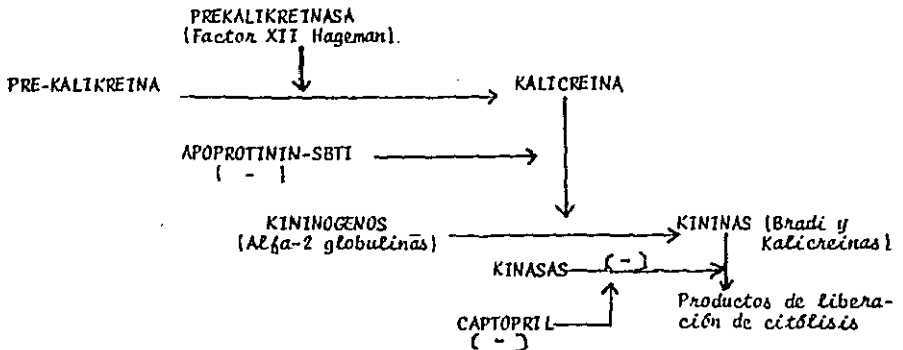 PREKALIKREINASA
(Factor XII Hageman).
PRE-KALIKREINA
KALICREINA
APOPROTININ-SBTI
( - )
KININOGENOS
(Alfa-2 globulinas)
KININAS (Bradi y
Kalicreinas)
KINASAS
(-)
Productos de libera-
ción de citólisis
CAPTOPRIL
( - )